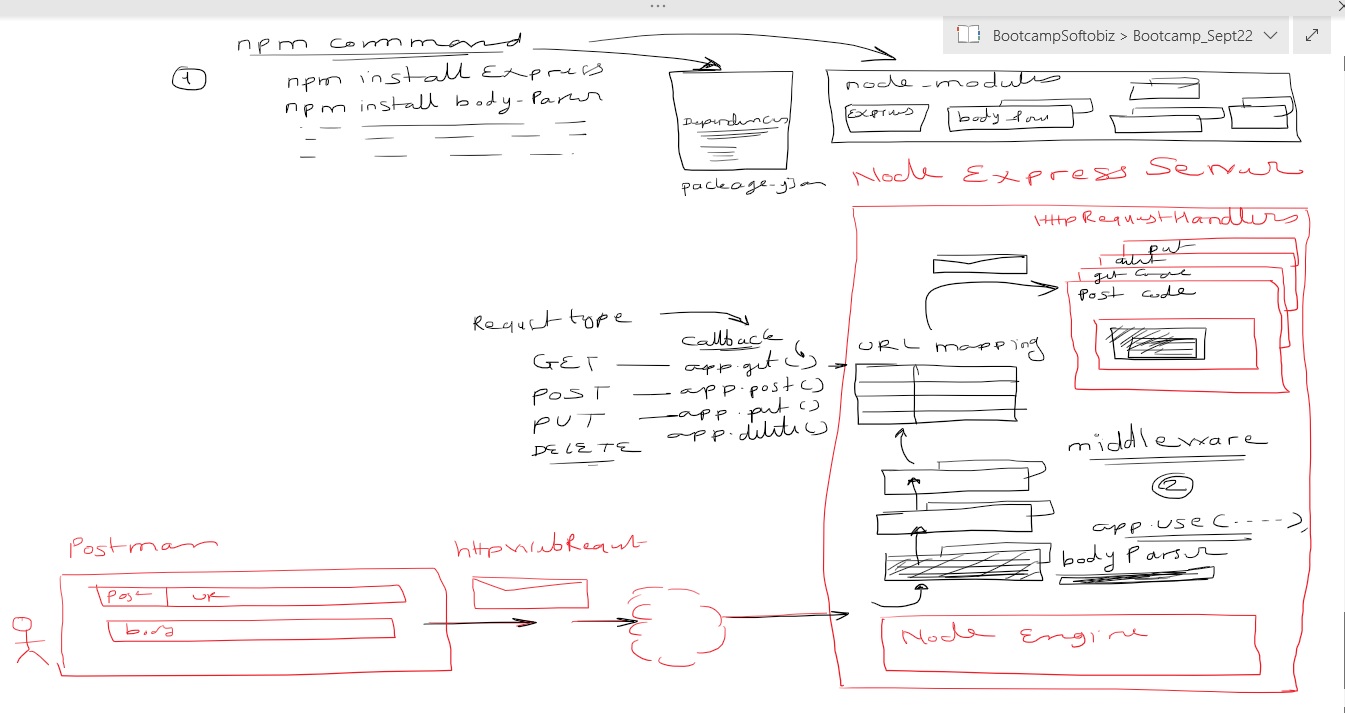 BootcampSoftobiz > Bootcamp_Sept22
npm command
1
npm install Express
npm install body-Parser
Dependencies
package.json
node_modules
Express
body Parser
Node Express Server
HttpRequestHandlers
put
delete
get code
Post code
Request type
Callback
GET — app.get()
POST — app.post()
PUT — app.put()
DELETE app.delete()
URL mapping
middleware
2
app.use(----),
body Parser
Postman
Post
body
httpWebRequest
Node Engine